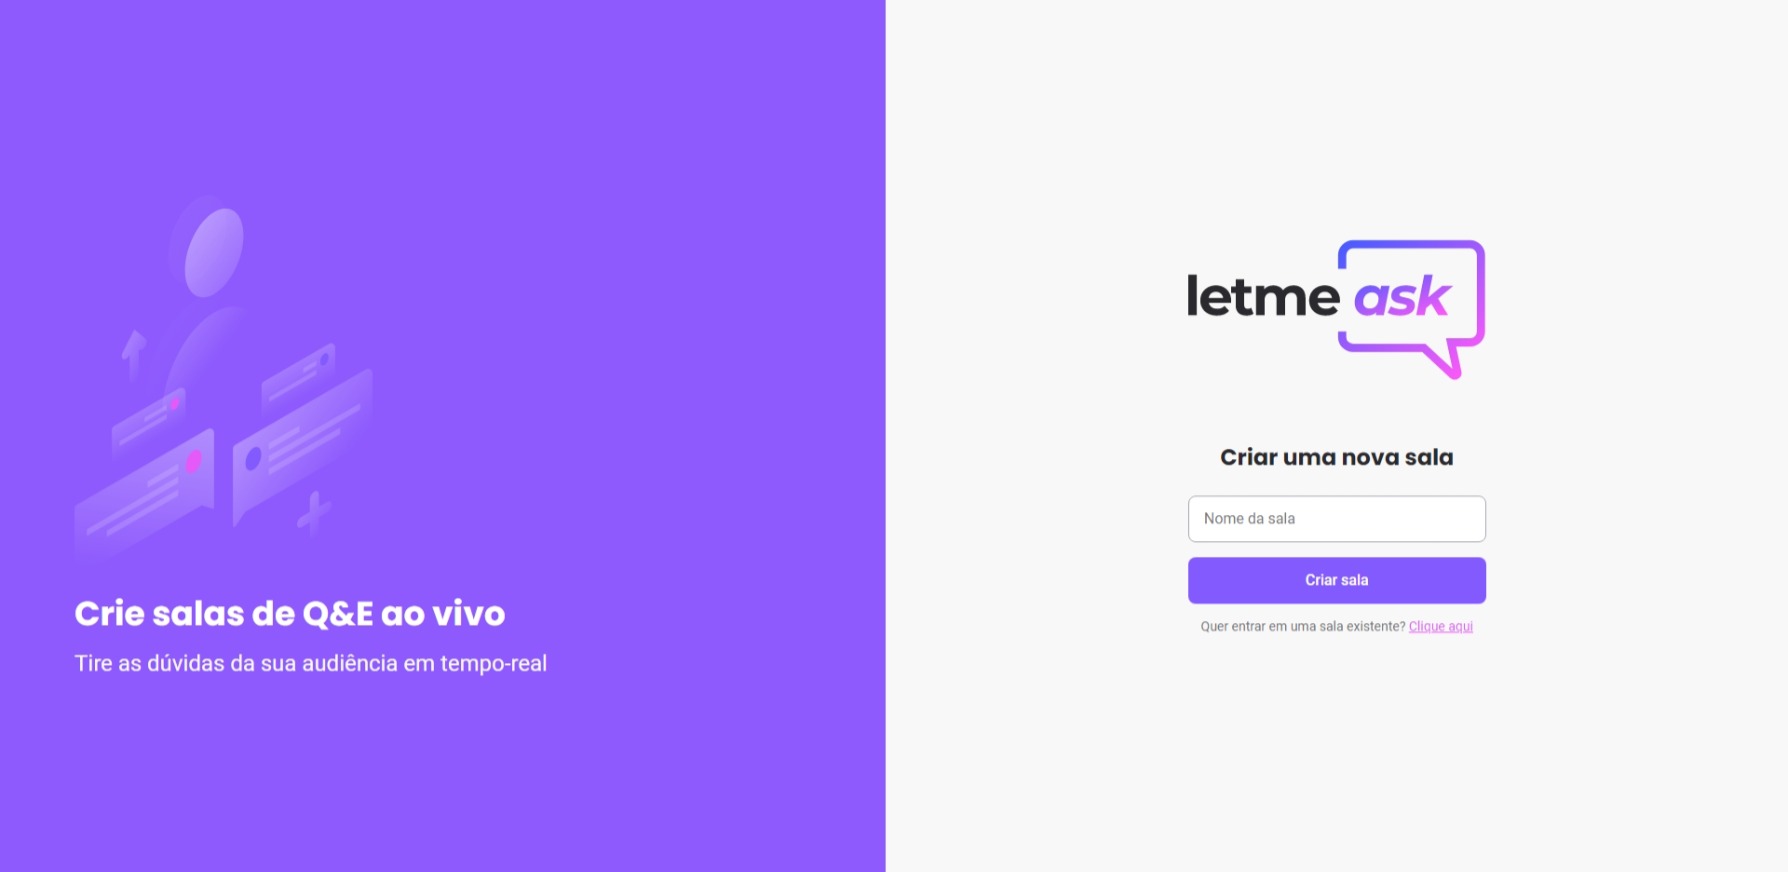 Crie salas de Q&E ao vivo
Tire as dúvidas da sua audiência em tempo-real
letme ask
Criar uma nova sala
Nome da sala
Criar sala
Quer entrar em uma sala existente? Clique aqui